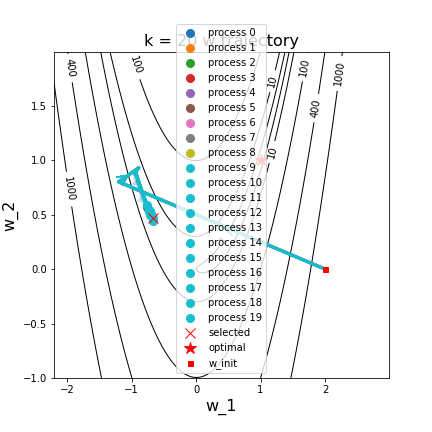 k = 20 w trajectory
process 0
process 1
process 2
process 3
process 4
process 5
process 6
process 7
process 8
process 9
process 10
process 11
process 12
process 13
process 14
process 15
process 16
process 17
process 18
process 19
selected
optimal
w_init
400
100
10
100
1000
400
1000
10
1.5
1.0
0.5
0.0
−0.5
−1.0
w_2
−2
−1
0
1
2
w_1